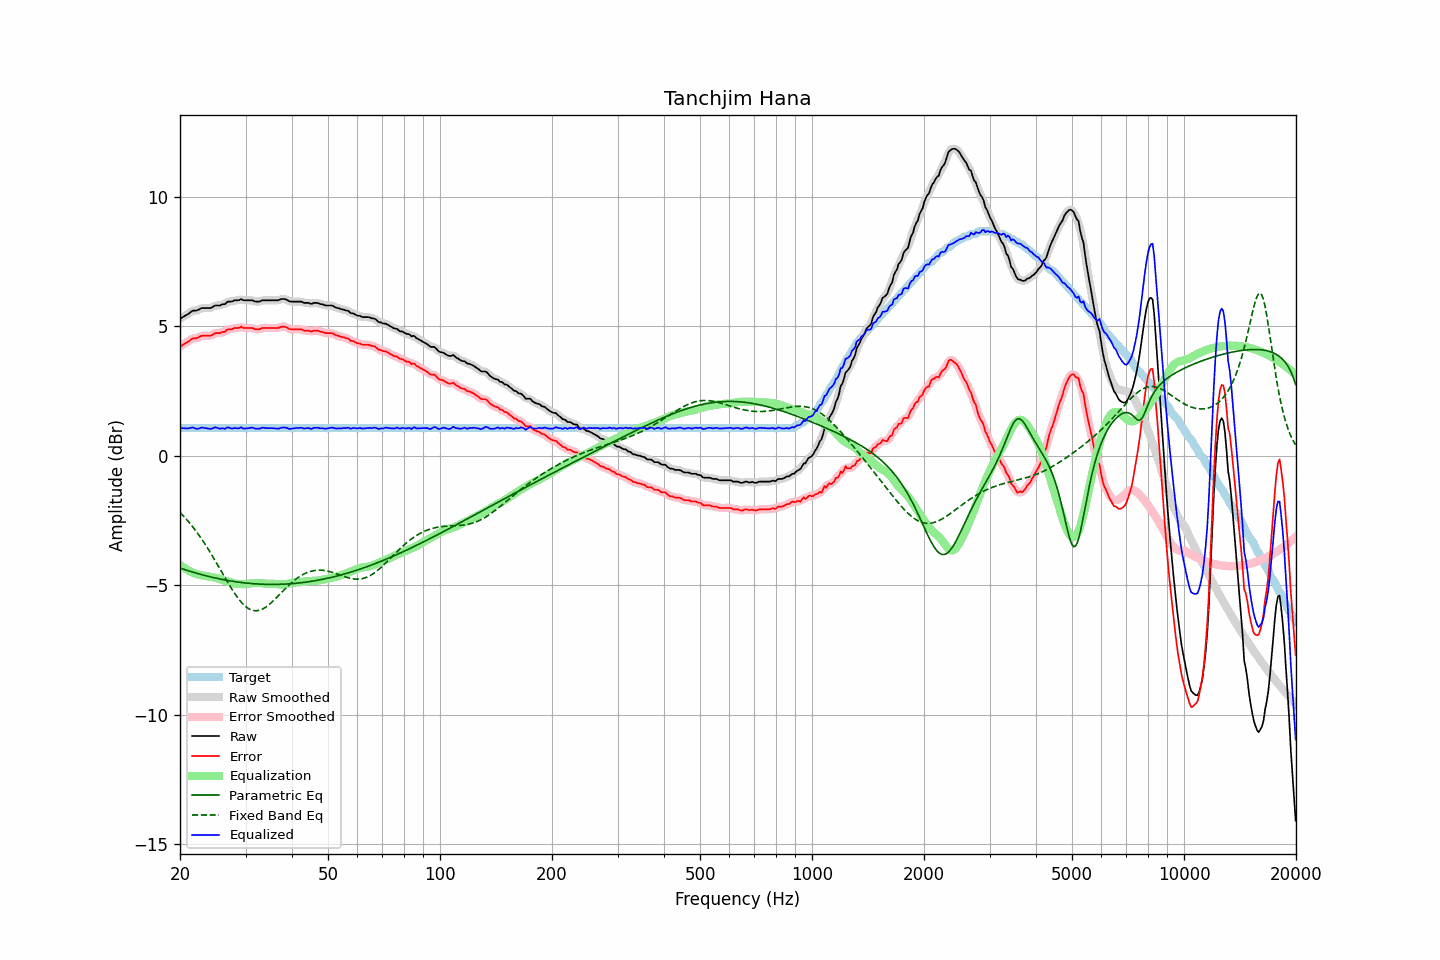 Tanchjim Hana
Amplitude (dBr)
10
5
0
−5
−10
−15
Target
Raw Smoothed
Error Smoothed
Raw
Error
Equalization
Parametric Eq
Fixed Band Eq
Equalized
20 50 100 200 500 1000 2000 5000 10000 20000
Frequency (Hz)